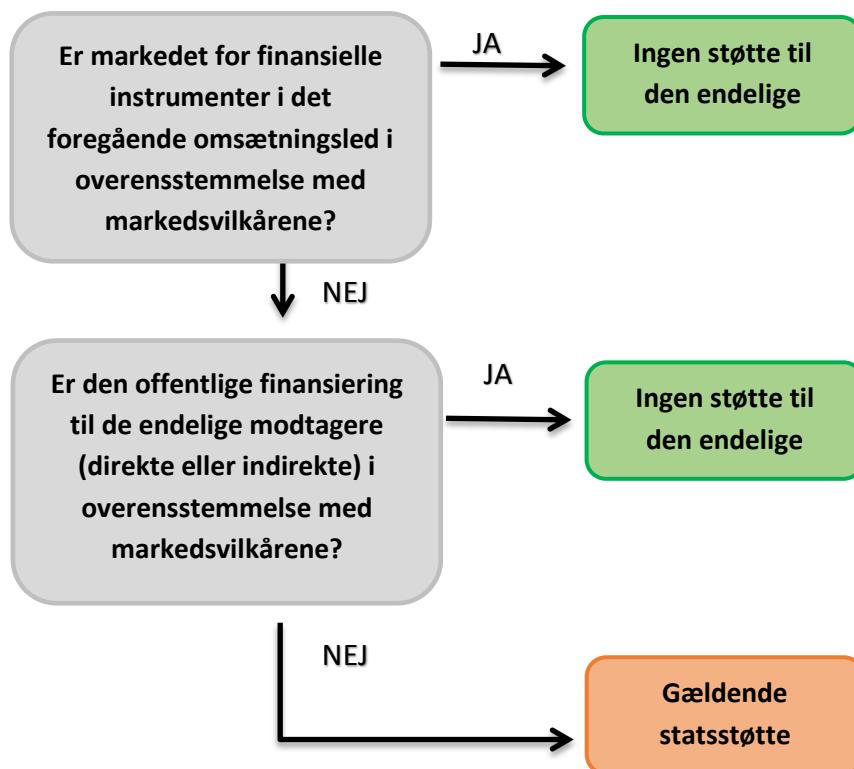 Er markedet for finansielle
instrumenter i det
foregående omsætningsled i
overensstemmelse med
markedsvilkårene?
JA
Ingen støtte til
den endelige
NEJ
Er den offentlige finansiering
til de endelige modtagere
(direkte eller indirekte) i
overensstemmelse med
markedsvilkårene?
JA
Ingen støtte til
den endelige
NEJ
Gældende
statsstøtte